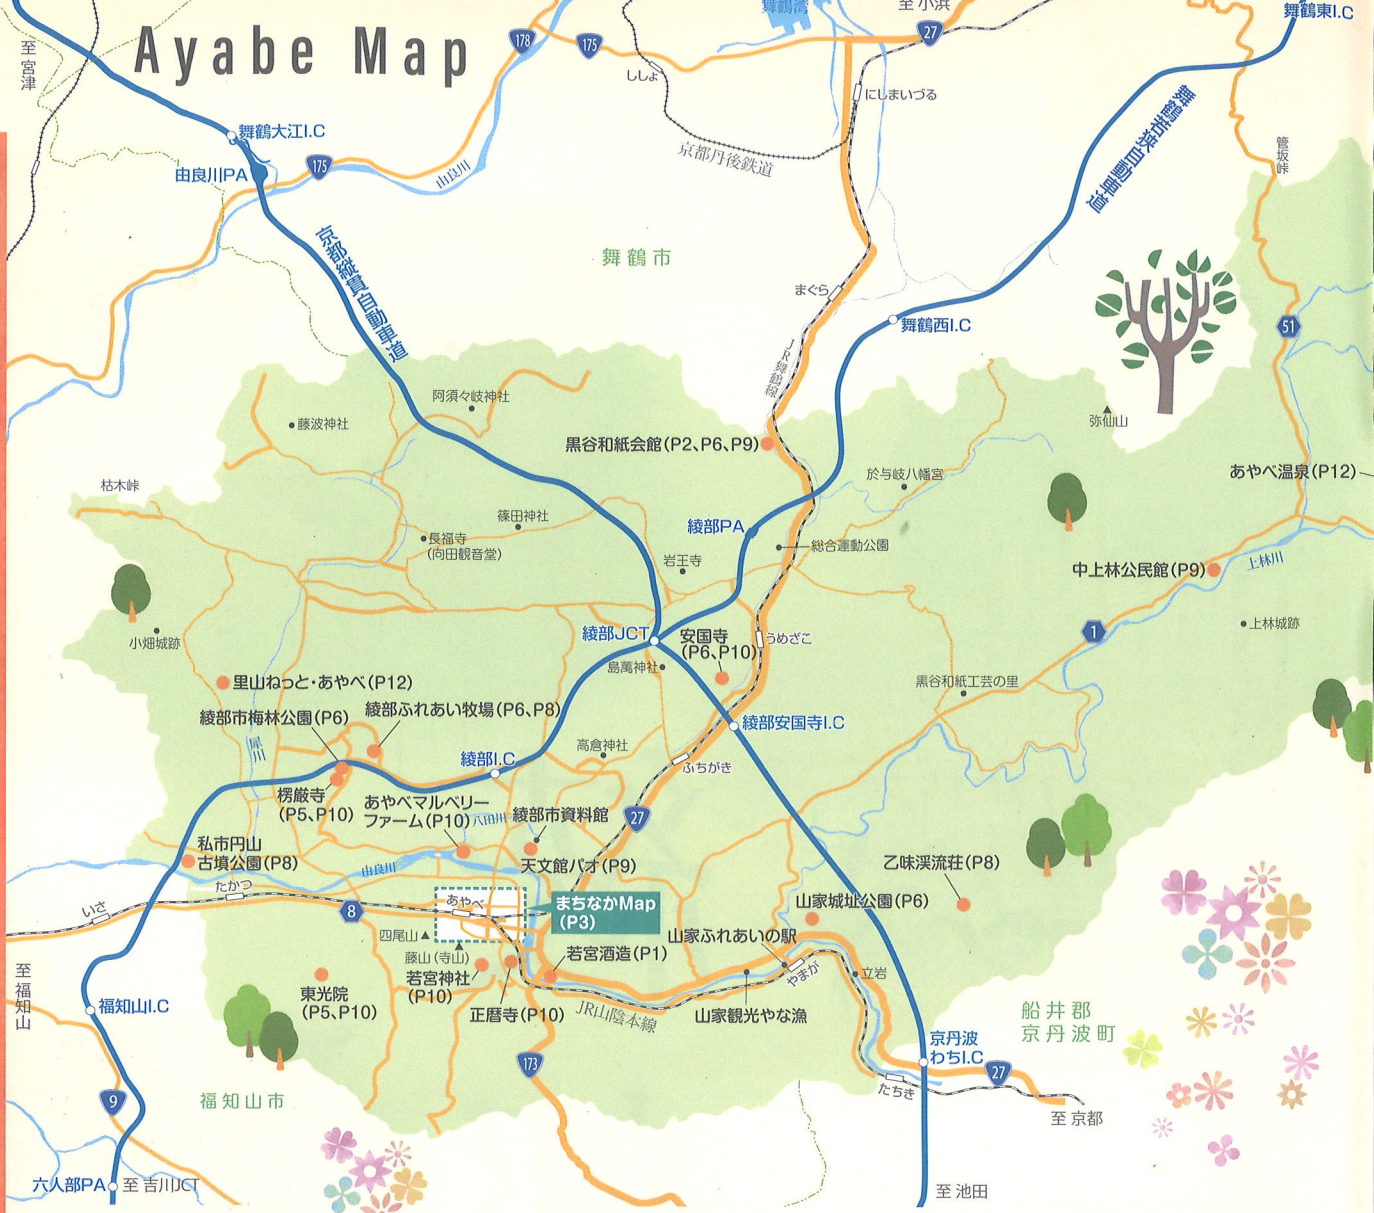 Ayabe Map
至 宮津
178
175
ししょ
舞鶴湾
至 小浜
27
舞鶴東I.C
にしまいづる
舞鶴若狭自動車道
管坂峠
舞鶴大江I.C
由良川PA
175
由良川
京都丹後鉄道
京都縦貫自動車道
舞鶴市
まぐら
舞鶴西I.C
JR舞鶴線
51
阿須々岐神社
藤波神社
弥仙山
黒谷和紙会館(P2、P6、P9)
於与岐八幡宮
あやべ温泉(P12)
枯木峠
篠田神社
綾部PA
長福寺
(向田観音堂)
岩王寺
総合運動公園
中上林公民館(P9)
上林川
小畑城跡
綾部JCT
安国寺
(P6、P10)
うめざこ
1
上林城跡
島萬神社
里山ねっと・あやべ(P12)
黒谷和紙工芸の里
綾部市梅林公園(P6)
綾部ふれあい牧場(P6、P8)
綾部安国寺I.C
犀川
綾部I.C
高倉神社
ふちがき
楞厳寺
(P5、P10)
あやべマルベリー
ファーム(P10)
八田川
綾部市資料館
27
私市円山
古墳公園(P8)
由良川
天文館パオ(P9)
乙味渓流荘(P8)
たかつ
いさ
8
あやべ
まちなかMap
(P3)
山家城址公園(P6)
四尾山
藤山(寺山)
若宮酒造(P1)
山家ふれあいの駅
やまが
立岩
至 福知山
東光院
(P5、P10)
若宮神社
(P10)
正暦寺(P10)
JR山陰本線
山家観光やな漁
福知山I.C
船井郡
京丹波町
京丹波
わちI.C
173
27
たちき
9
福知山市
至 京都
六人部PA
至 吉川JCT
至 池田